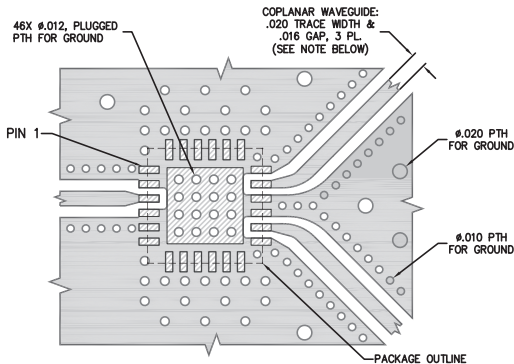 46X ø.012, PLUGGED
PTH FOR GROUND
COPLANAR WAVEGUIDE:
.020 TRACE WIDTH &
.016 GAP, 3 PL.
(SEE NOTE BELOW)
PIN 1
ø.020 PTH
FOR GROUND
ø.010 PTH
FOR GROUND
PACKAGE OUTLINE